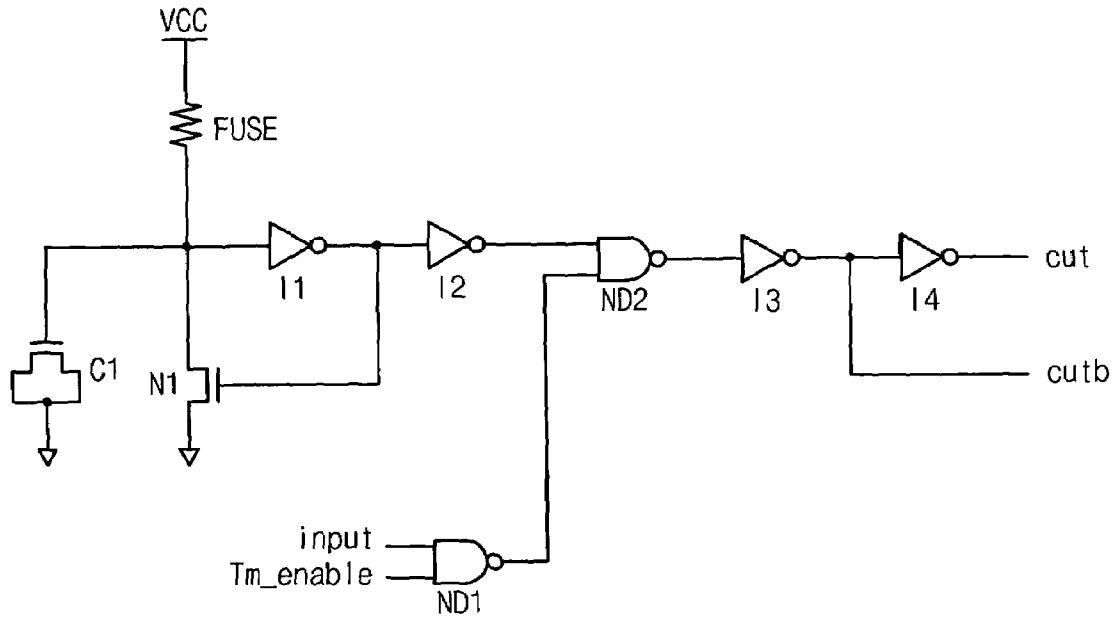 VCC
FUSE
I1
I2
ND2
I3
I4
cut
cutb
C1
N1
input
Tm_enable
ND1